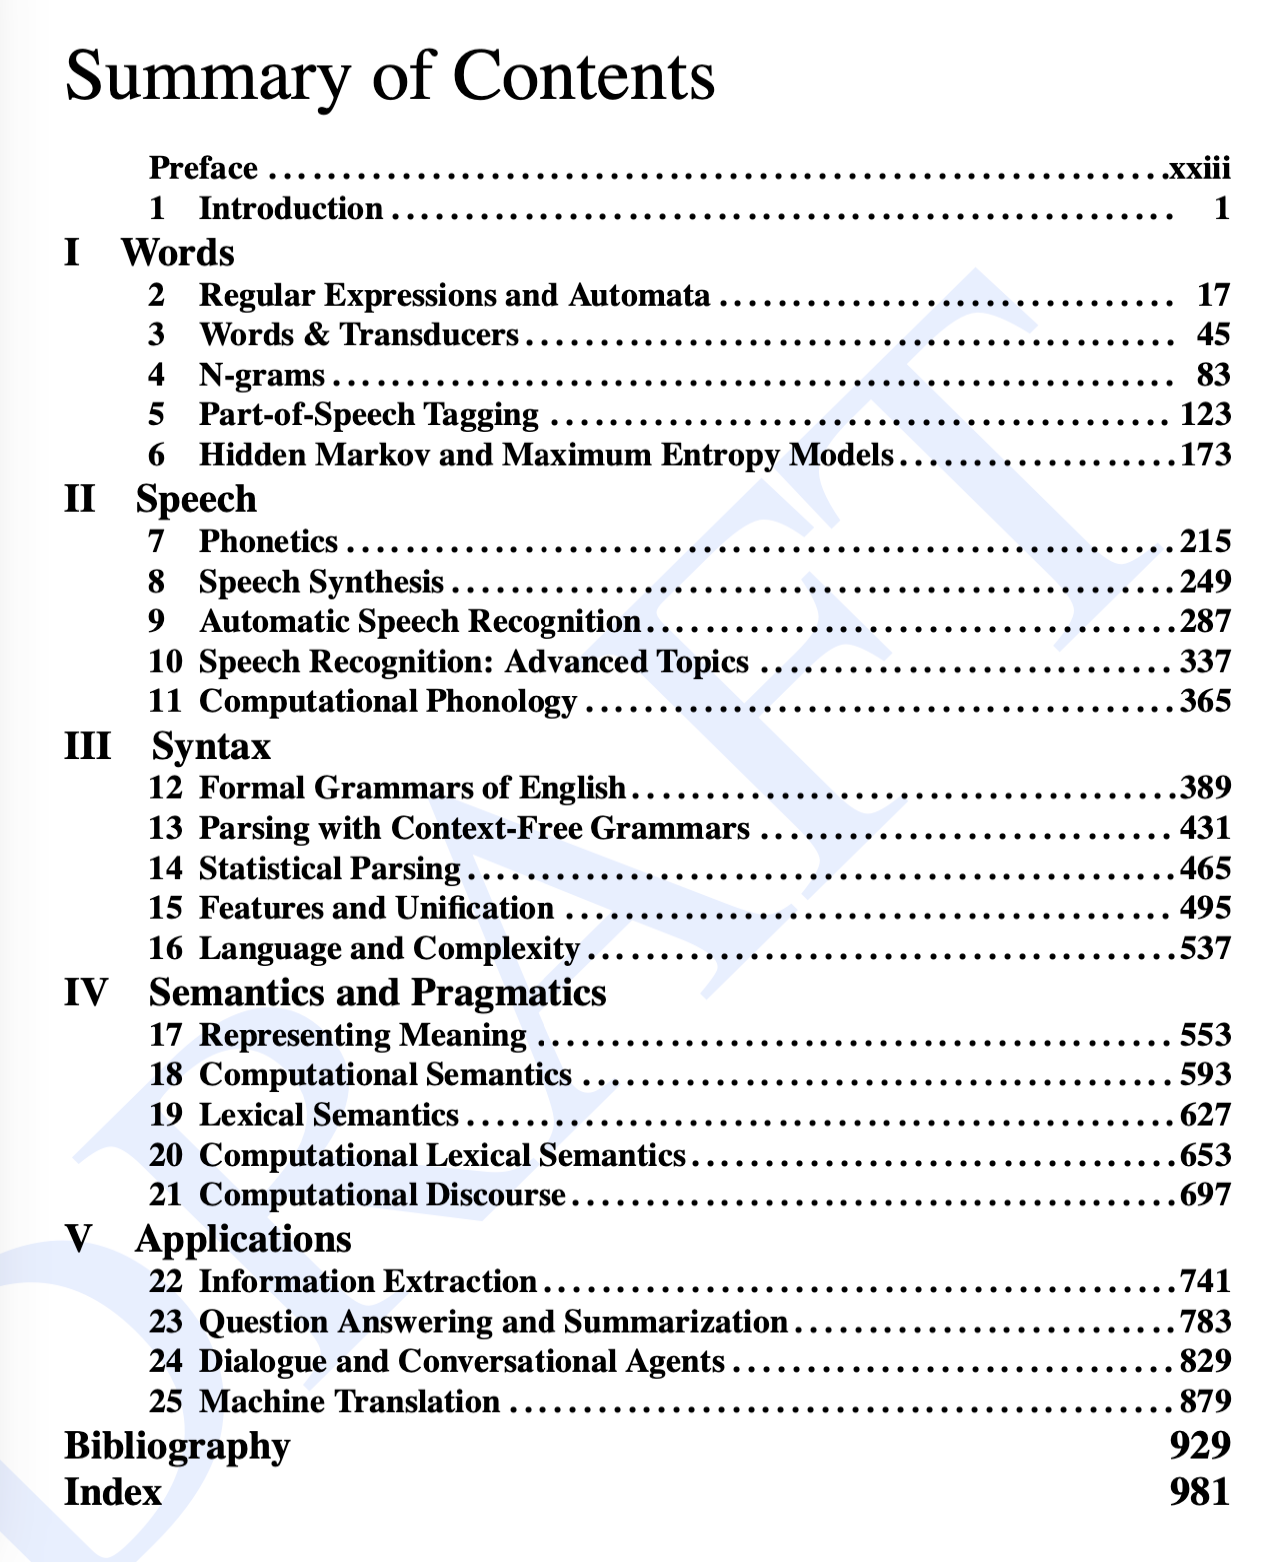 Summary of Contents
Preface ..............................................................xxiii
1 Introduction ..................................................... 1
I Words
2 Regular Expressions and Automata ............................... 17
3 Words & Transducers ............................................ 45
4 N-grams ......................................................... 83
5 Part-of-Speech Tagging .......................................... 123
6 Hidden Markov and Maximum Entropy Models ...................173
II Speech
7 Phonetics ........................................................215
8 Speech Synthesis .................................................249
9 Automatic Speech Recognition ....................................287
10 Speech Recognition: Advanced Topics ............................ 337
11 Computational Phonology ........................................365
III Syntax
12 Formal Grammars of English .....................................389
13 Parsing with Context-Free Grammars ............................ 431
14 Statistical Parsing ................................................465
15 Features and Unification ......................................... 495
16 Language and Complexity ........................................537
IV Semantics and Pragmatics
17 Representing Meaning ........................................... 553
18 Computational Semantics ........................................ 593
19 Lexical Semantics ................................................627
20 Computational Lexical Semantics .................................653
21 Computational Discourse .........................................697
V Applications
22 Information Extraction ...........................................741
23 Question Answering and Summarization ..........................783
24 Dialogue and Conversational Agents .............................. 829
25 Machine Translation ............................................. 879
Bibliography 929
Index 981
DRAFT